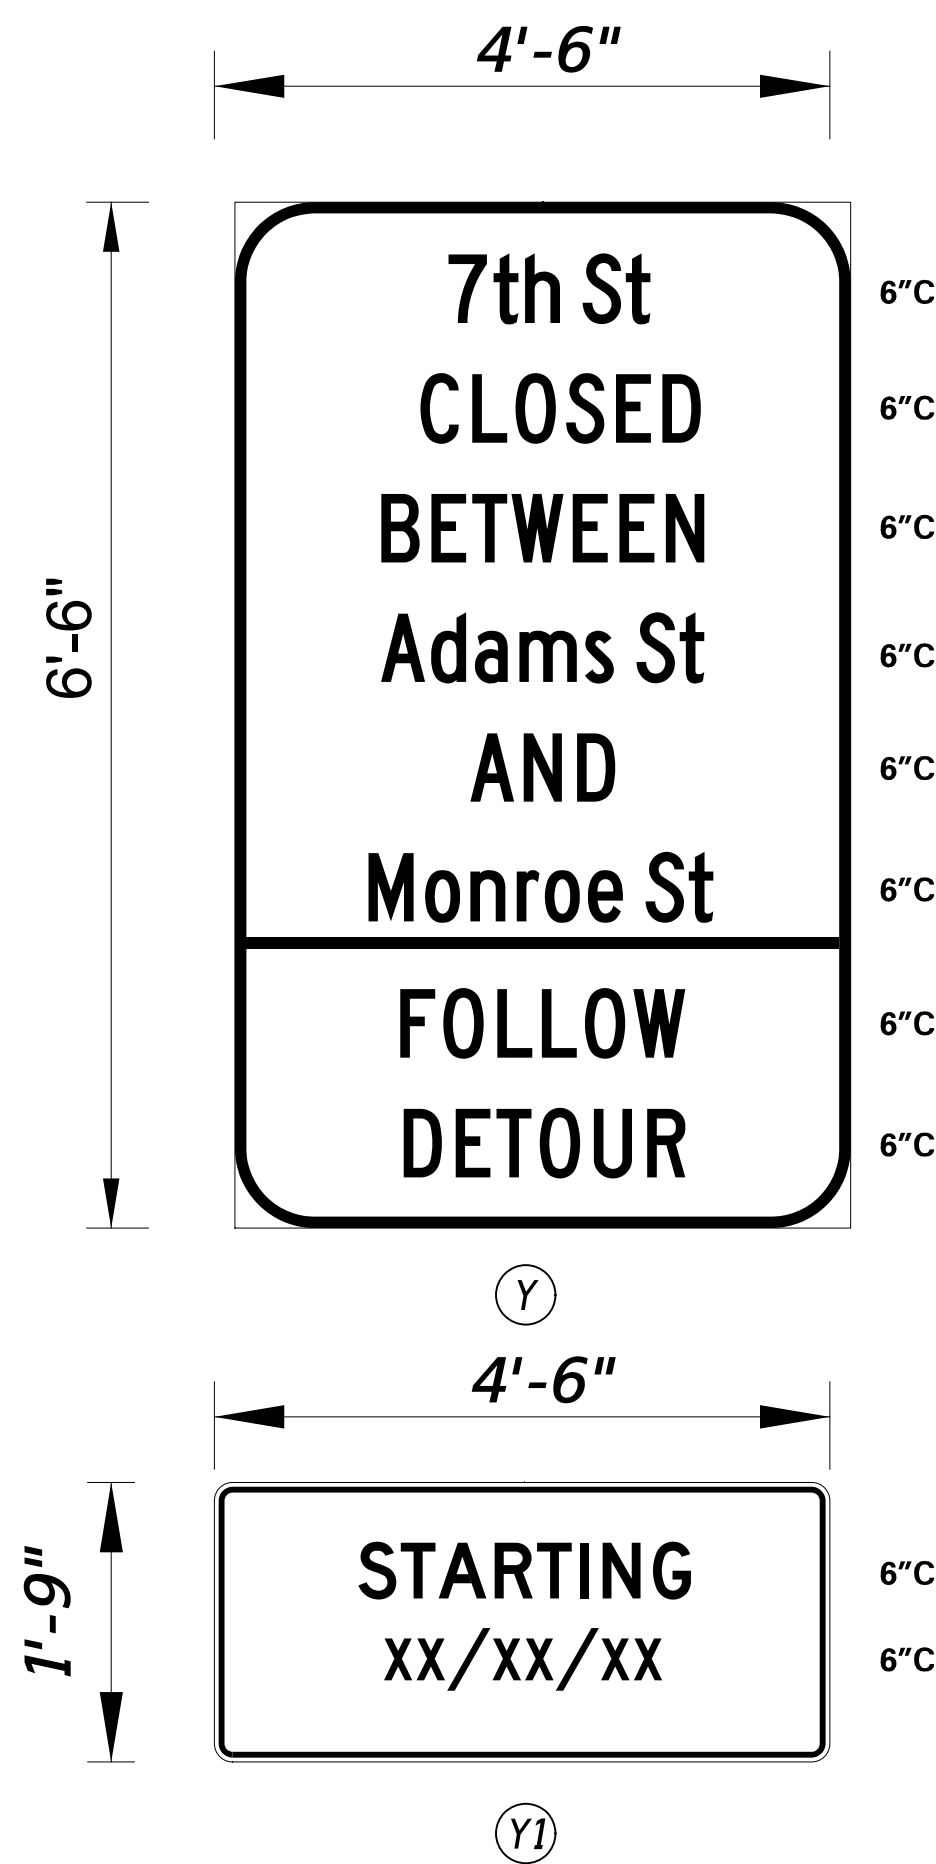 4'-6"
7th St 6"C
CLOSED 6"C
BETWEEN 6"C
6'-6"
Adams St 6"C
AND 6"C
Monroe St 6"C
FOLLOW 6"C
DETOUR 6"C
Y
4'-6"
1'-9"
STARTING 6"C
XX/XX/XX 6"C
Y1